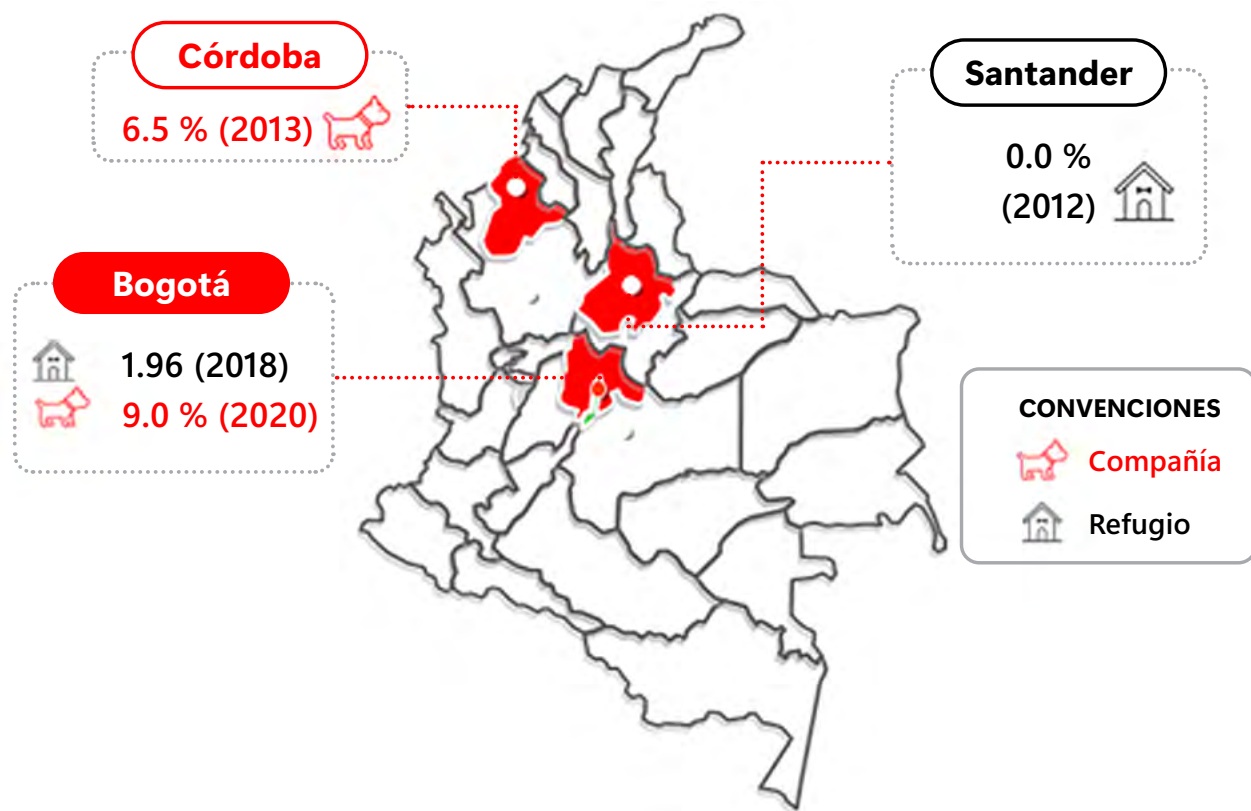 Córdoba
6.5 % (2013)
Santander
0.0 %
(2012)
Bogotá
1.96 (2018)
9.0 % (2020)
CONVENCIONES
Compañía
Refugio